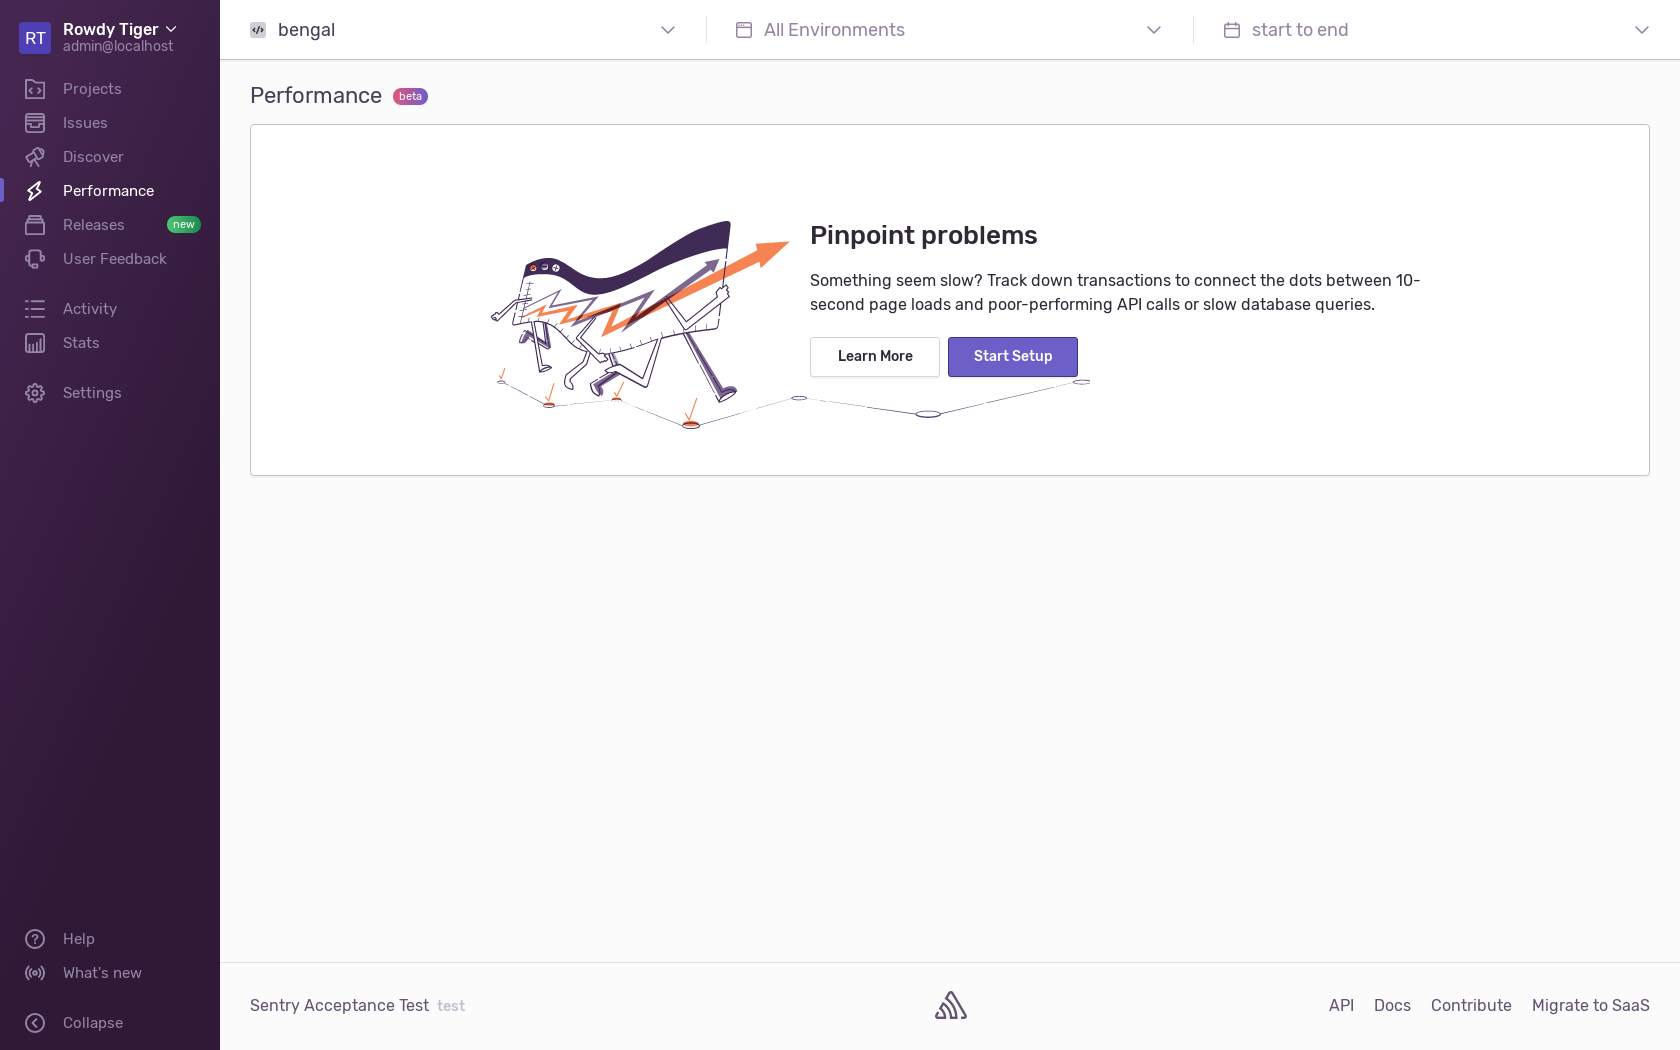 RT
Rowdy Tiger
admin@localhost
Projects
Issues
Discover
Performance
Releases new
User Feedback
Activity
Stats
Settings
Help
What's new
Collapse
bengal
All Environments
start to end
Performance beta
Pinpoint problems
Something seem slow? Track down transactions to connect the dots between 10-
second page loads and poor-performing API calls or slow database queries.
Learn More
Start Setup
Sentry Acceptance Test test
API
Docs
Contribute
Migrate to SaaS